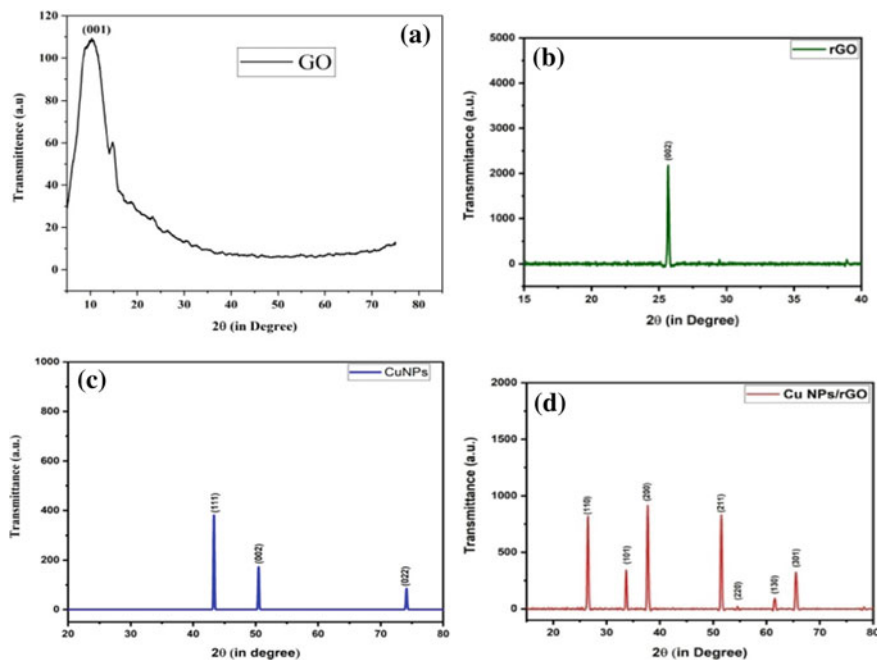 (a)
(001)
GO
Transmittence (a.u)
120
100
80
60
40
20
0
10 20 30 40 50 60 70 80
2θ (in Degree)
(b)
rGO
(002)
Transmmitance (a.u.)
5000
4000
3000
2000
1000
0
15 20 25 30 35 40
2θ (in Degree)
(c)
CuNPs
(111)
(002)
(022)
Transmittance (a.u.)
1000
800
600
400
200
0
20 30 40 50 60 70 80
2θ (in degree)
(d)
Cu NPs/rGO
(110)
(101)
(200)
(211)
(220)
(130)
(301)
Transmittance (a.u.)
2000
1500
1000
500
0
20 30 40 50 60 70 80
2θ (in Degree)